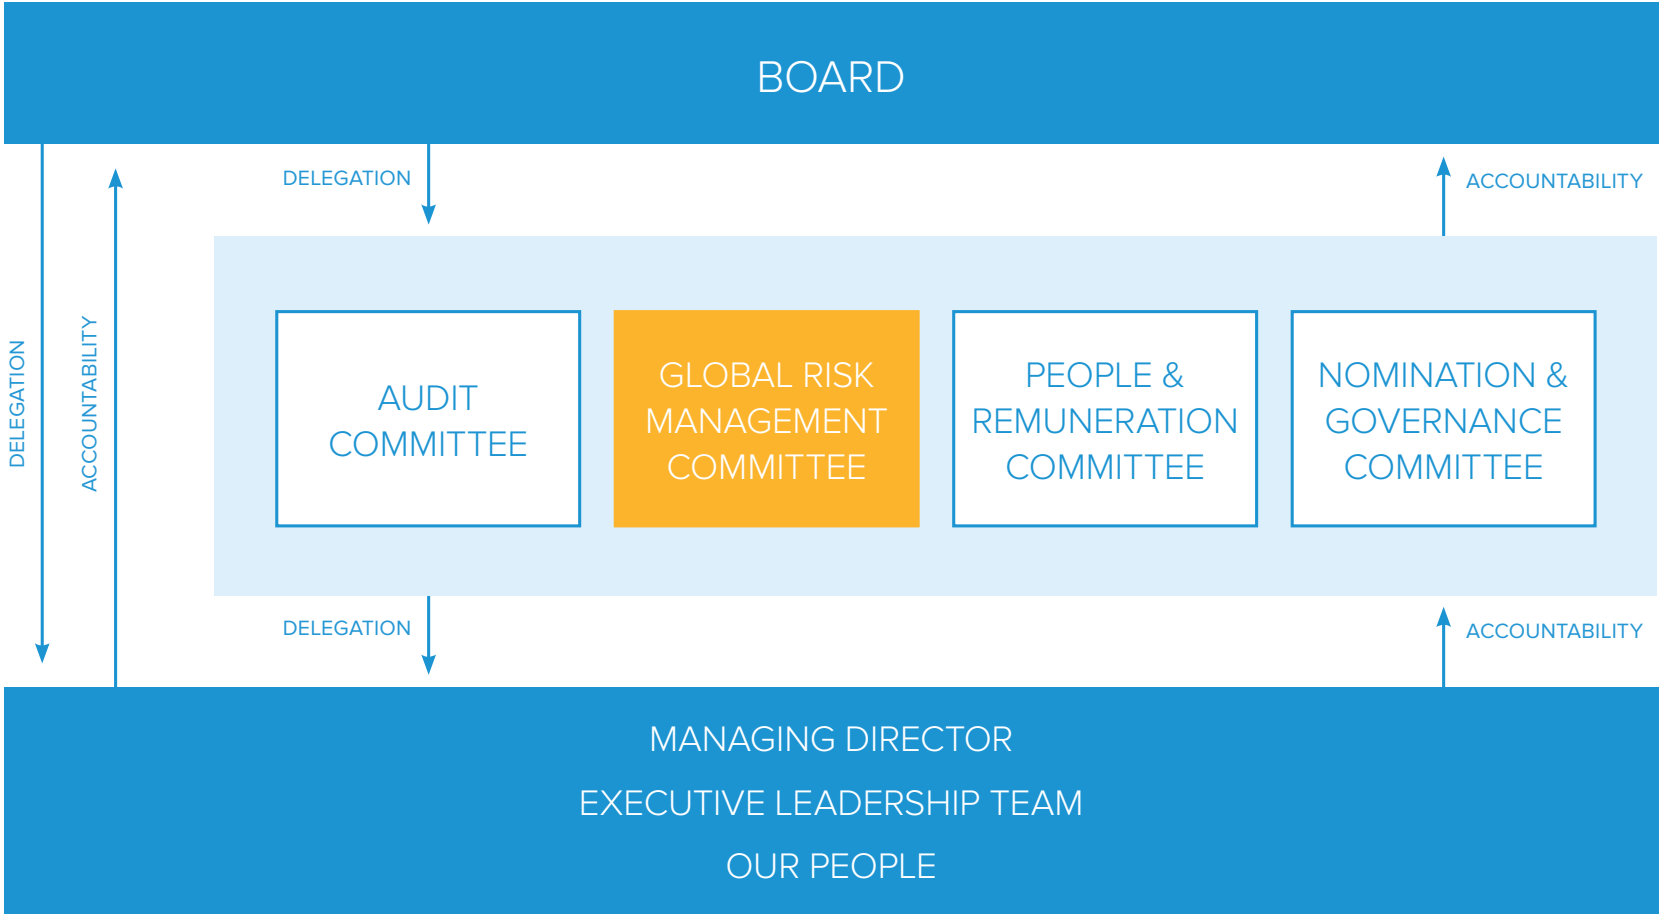 BOARD
DELEGATION
ACCOUNTABILITY
DELEGATION
ACCOUNTABILITY
AUDIT
COMMITTEE
GLOBAL RISK
MANAGEMENT
COMMITTEE
PEOPLE &
REMUNERATION
COMMITTEE
NOMINATION &
GOVERNANCE
COMMITTEE
DELEGATION
ACCOUNTABILITY
MANAGING DIRECTOR
EXECUTIVE LEADERSHIP TEAM
OUR PEOPLE